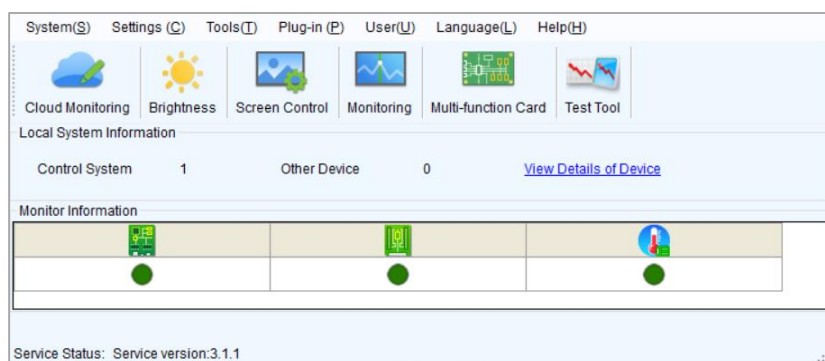 System(S) Settings (C) Tools(T) Plug-in (P) User(U) Language(L) Help(H)
Cloud Monitoring Brightness Screen Control Monitoring Multi-function Card Test Tool
Local System Information
Control System 1 Other Device 0 View Details of Device
Monitor Information
Service Status: Service version:3.1.1